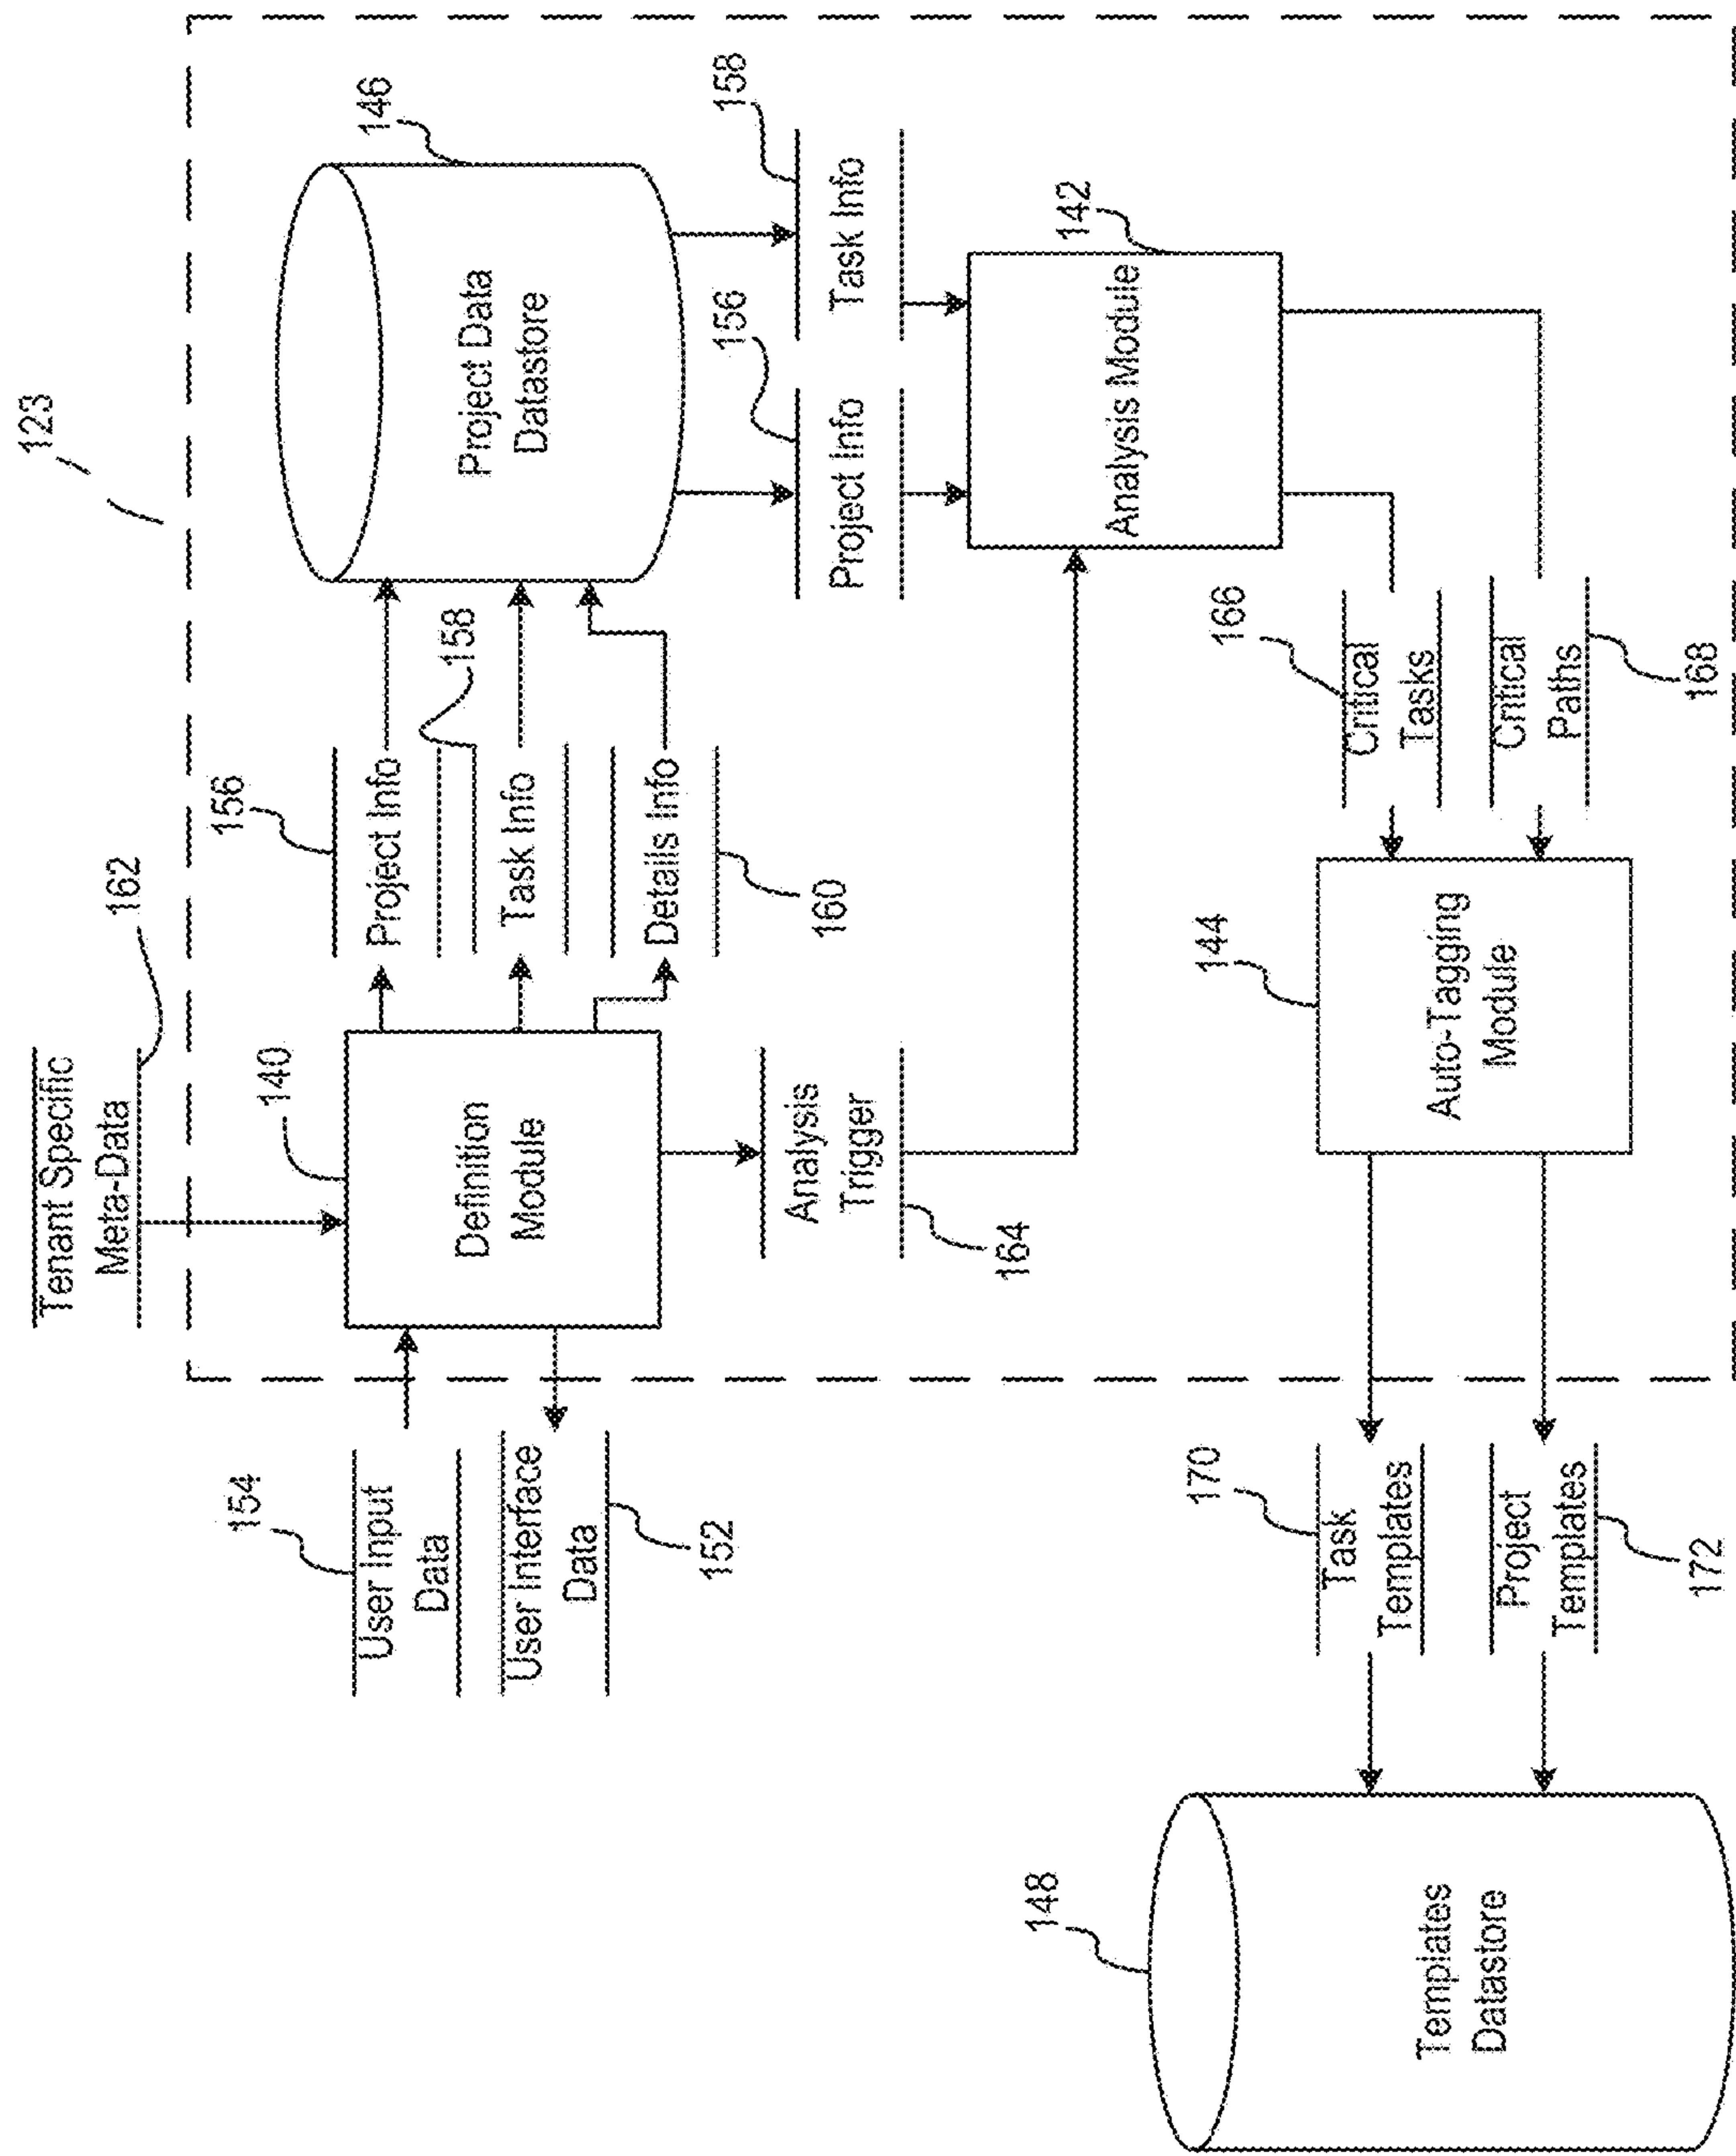 123
Tenant Specific
Meta-Data
162
154
User Input
Data
User Interface
Data
152
140
Definition
Module
156
Project Info
158
Task Info
Details Info
160
146
Project Data
Datastore
Analysis
Trigger
164
156
Project Info
158
Task Info
142
Analysis Module
166
Critical
Tasks
Critical
Paths
168
144
Auto-Tagging
Module
170
Task
Templates
Project
Templates
172
148
Templates
Datastore